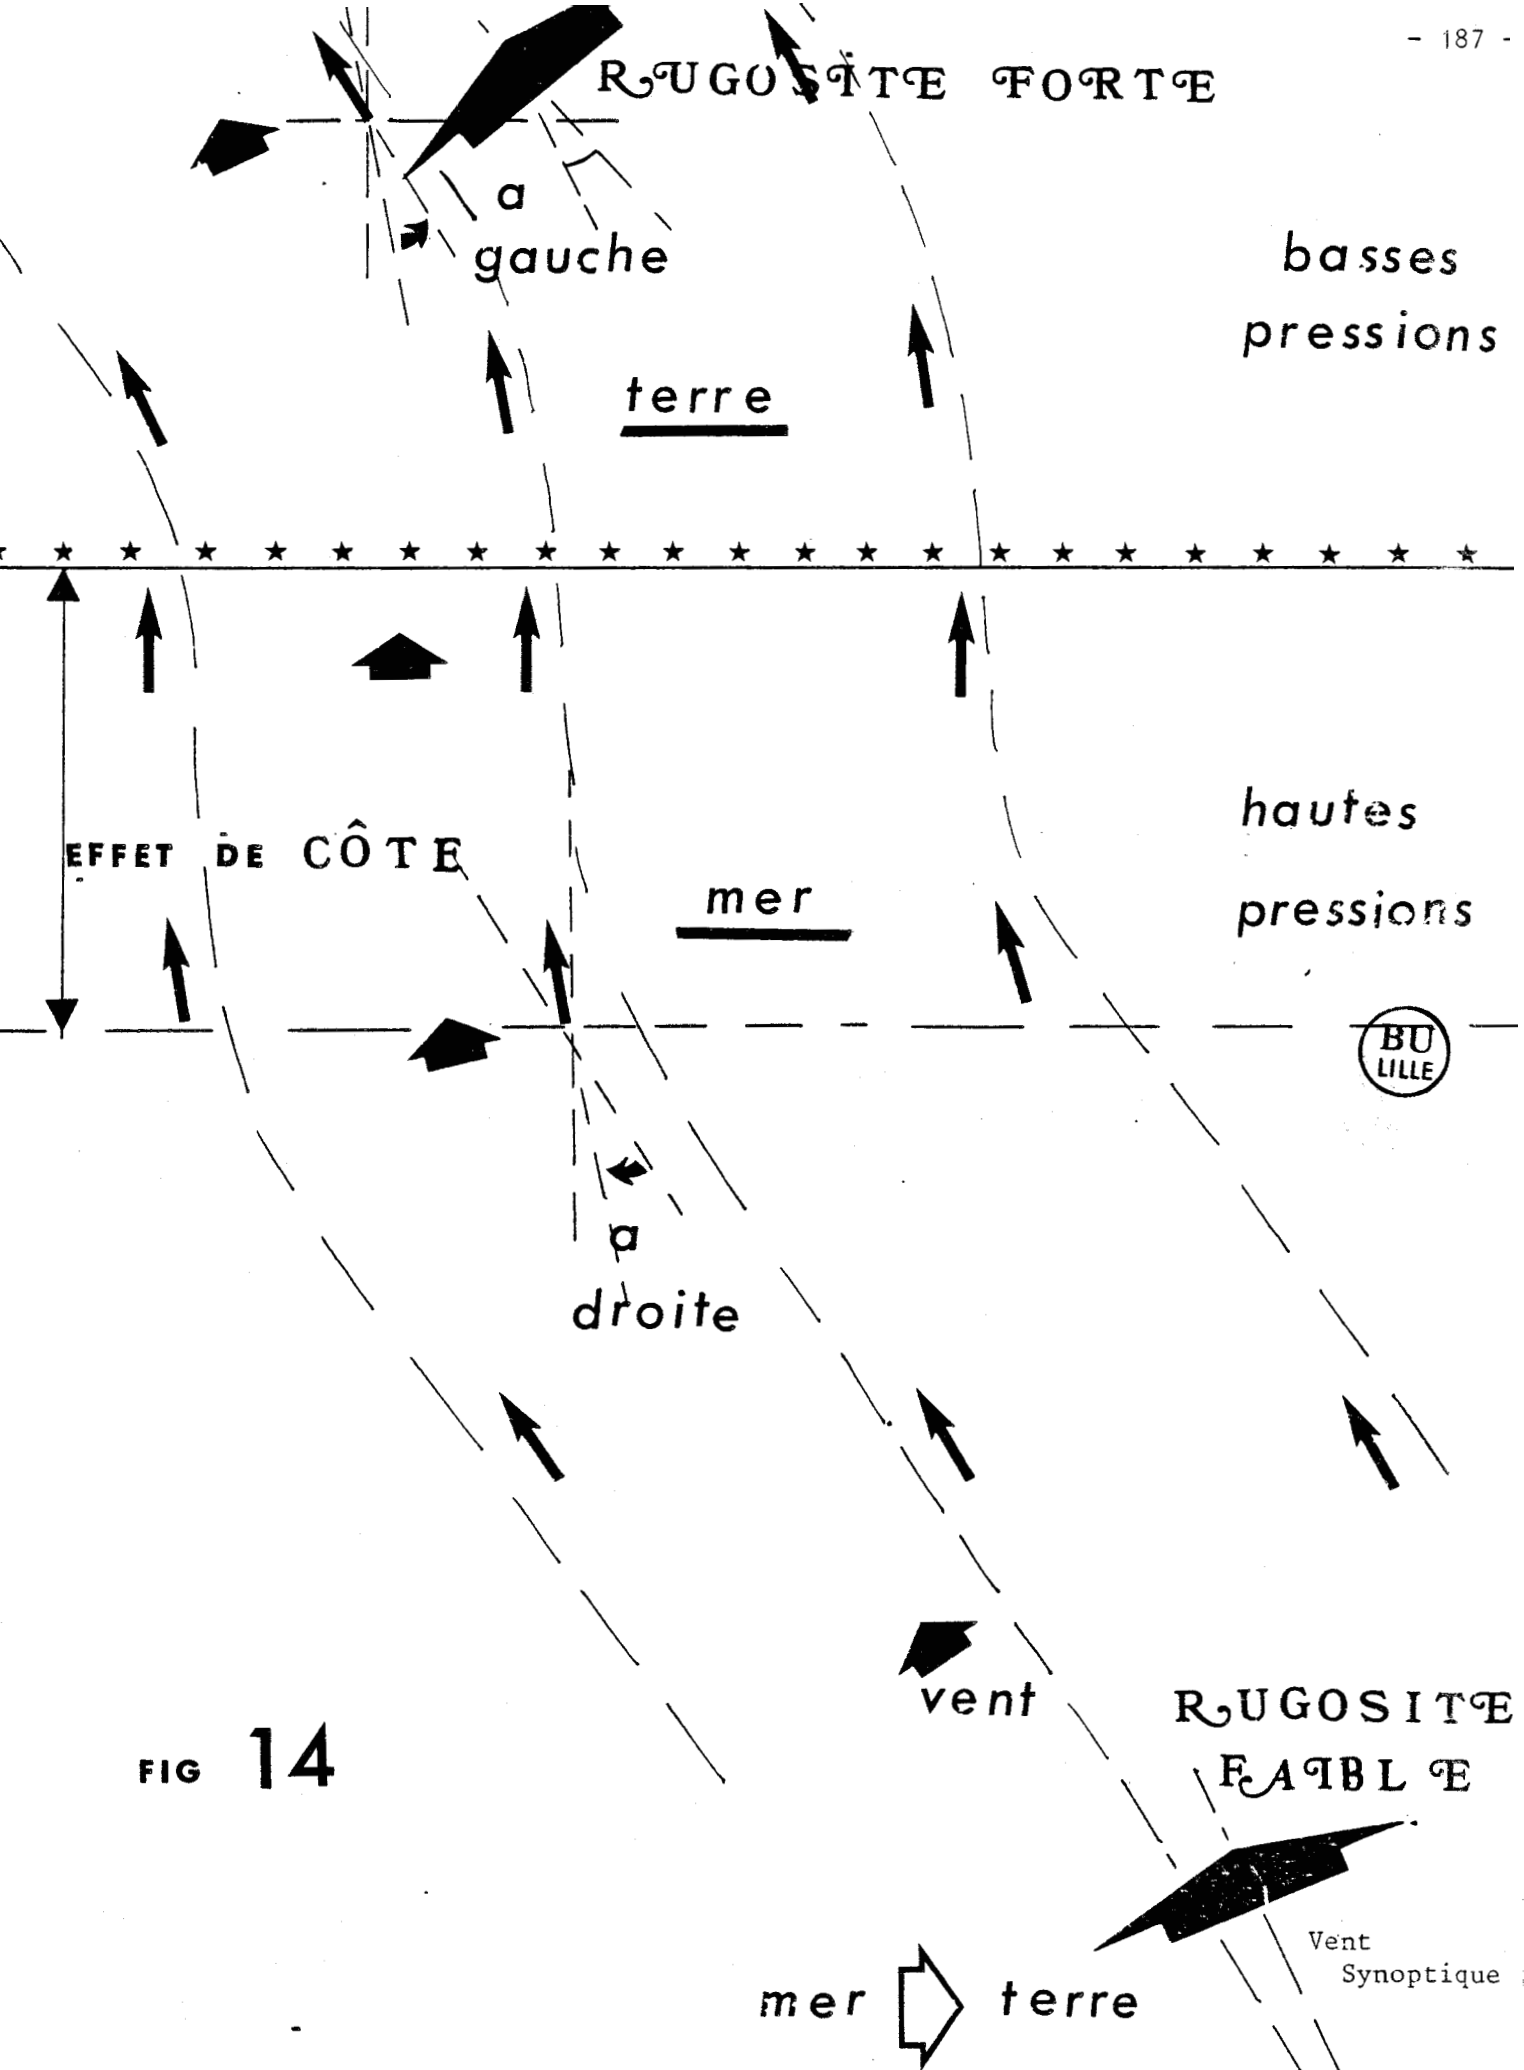 - 187 -
RUGOSITE FORTE
a
gauche
basses
pressions
terre
hautes
EFFET DE CÔTE
mer
pressions
BU
LILLE
a
droite
vent
RUGOSITE
FAIBLE
FIG 14
Vent
Synoptique
mer terre